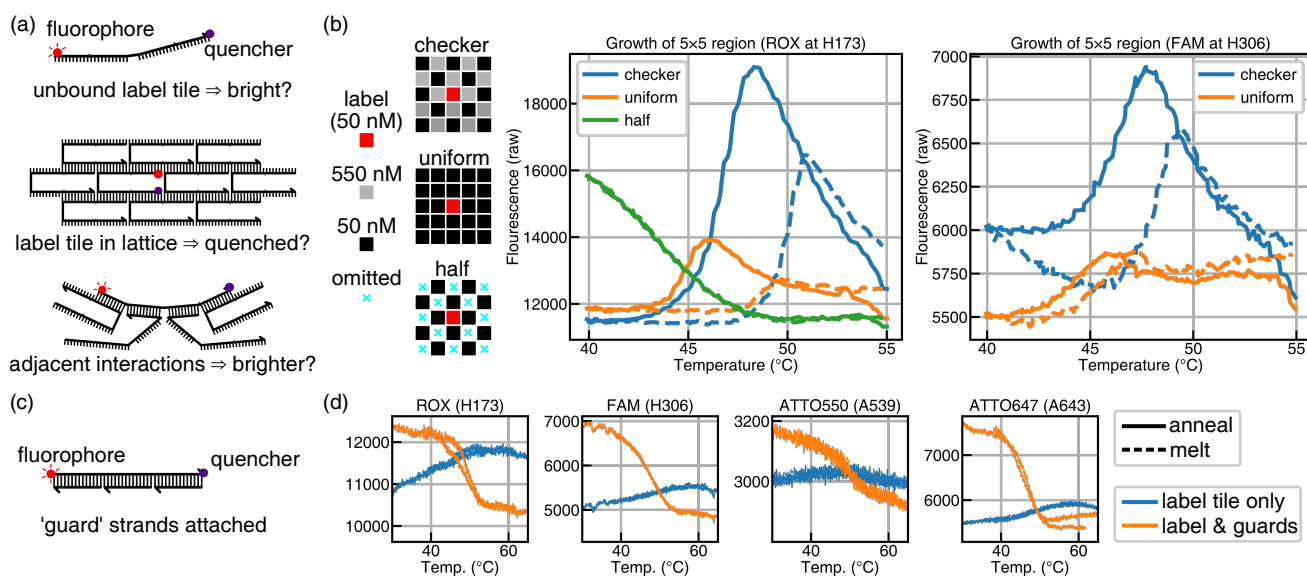 (a)
fluorophore
quencher
unbound label tile ⇒ bright?
label tile in lattice ⇒ quenched?
adjacent interactions ⇒ brighter?
(b)
checker
label
(50 nM)
uniform
550 nM
50 nM
half
omitted
Growth of 5×5 region (ROX at H173)
checker
uniform
half
Flourescence (raw)
18000
16000
14000
12000
40
45
50
55
Temperature (°C)
Growth of 5×5 region (FAM at H306)
checker
uniform
Flourescence (raw)
7000
6750
6500
6250
6000
5750
5500
40
45
50
55
Temperature (°C)
(c)
fluorophore
quencher
'guard' strands attached
(d)
ROX (H173)
12000
11000
10000
40
60
Temp. (°C)
FAM (H306)
7000
6000
5000
40
60
Temp. (°C)
ATTO550 (A539)
3200
3000
2800
40
60
Temp. (°C)
ATTO647 (A643)
7000
6000
5000
40
60
Temp. (°C)
anneal
melt
label tile only
label & guards